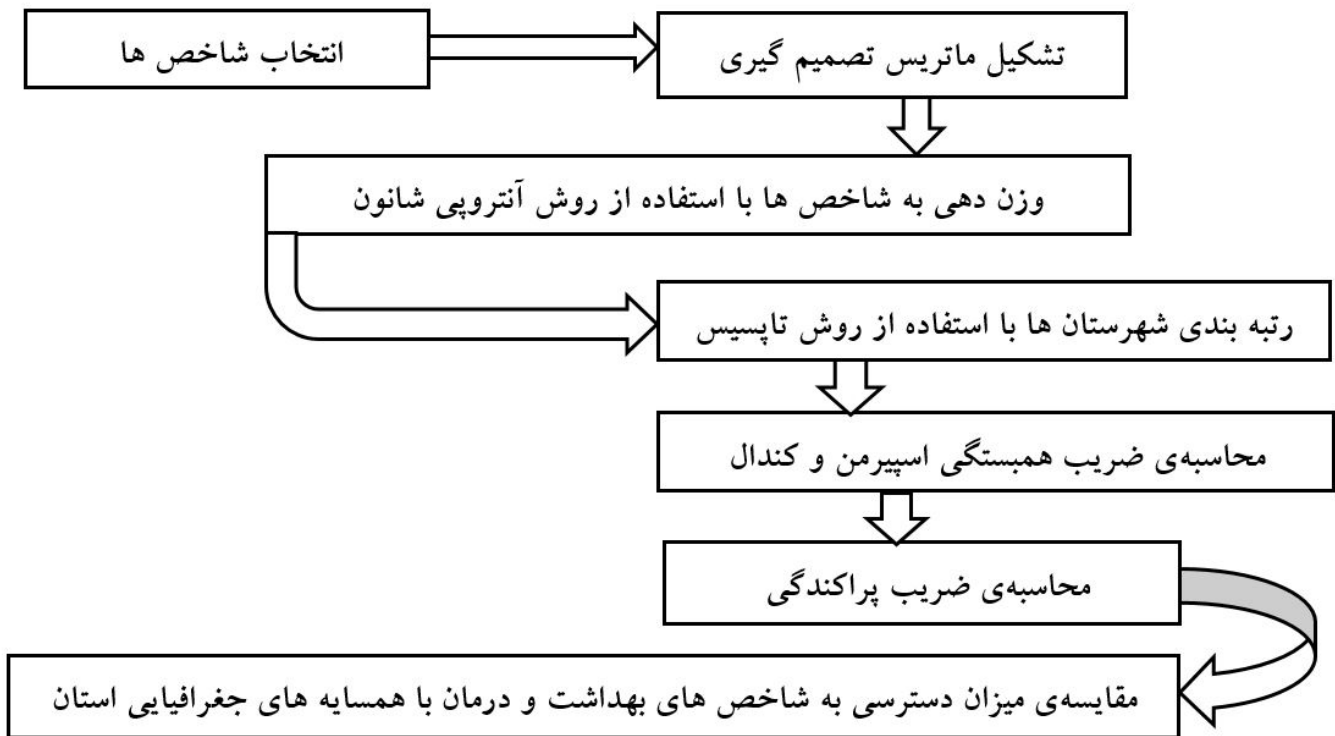 انتخاب شاخص ها
تشکیل ماتریس تصمیم گیری
وزن دهی به شاخص ها با استفاده از روش آنتروپی شانون
رتبه بندی شهرستان ها با استفاده از روش تاپسیس
محاسبه‌ی ضریب همبستگی اسپیرمن و کندال
محاسبه‌ی ضریب پراکندگی
مقایسه‌ی میزان دسترسی به شاخص های بهداشت و درمان با همسایه های جغرافیایی استان